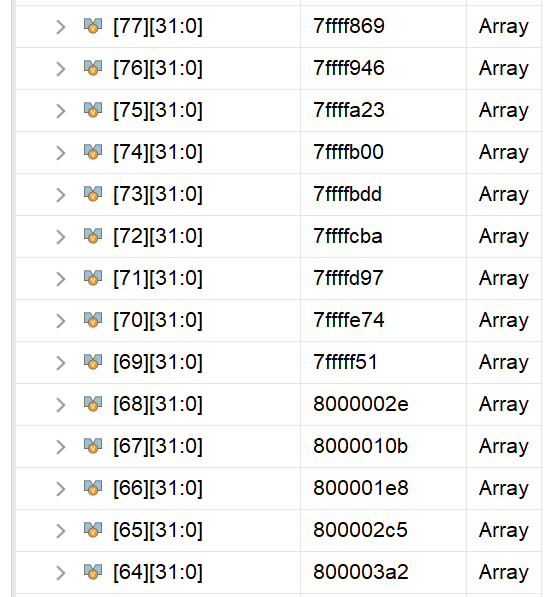 [77][31:0] 7ffff869 Array
[76][31:0] 7ffff946 Array
[75][31:0] 7ffffa23 Array
[74][31:0] 7ffffb00 Array
[73][31:0] 7ffffbdd Array
[72][31:0] 7ffffcba Array
[71][31:0] 7ffffd97 Array
[70][31:0] 7ffffe74 Array
[69][31:0] 7fffff51 Array
[68][31:0] 8000002e Array
[67][31:0] 8000010b Array
[66][31:0] 800001e8 Array
[65][31:0] 800002c5 Array
[64][31:0] 800003a2 Array